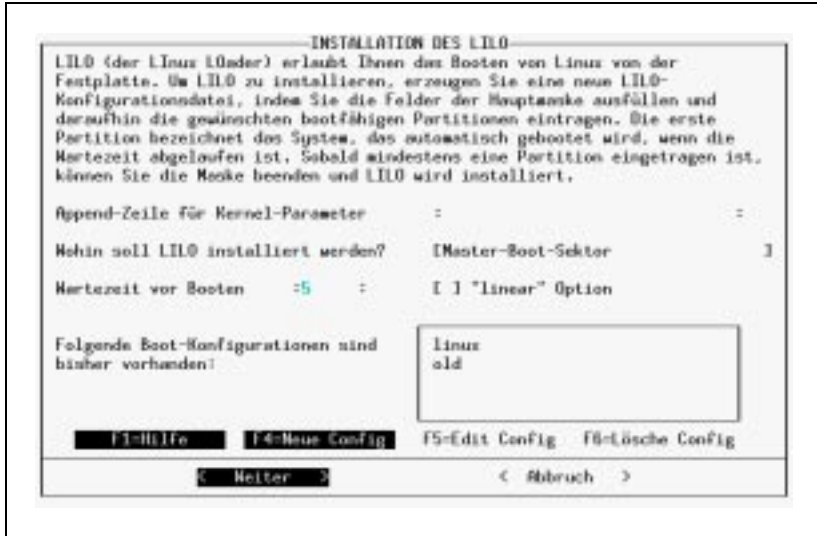 INSTALLATION DES LILO
LILO (der LInux LOader) erlaubt Ihnen das Booten von Linux von der
Festplatte. Um LILO zu installieren, erzeugen Sie eine neue LILO-
Konfigurationsdatei, indem Sie die Felder der Hauptmaske ausfüllen und
daraufhin die gewünschten bootfähigen Partitionen eintragen. Die erste
Partition bezeichnet das System, das automatisch gebootet wird, wenn die
Wartezeit abgelaufen ist. Sobald mindestens eine Partition eingetragen ist,
können Sie die Maske beenden und LILO wird installiert.
Append-Zeile für Kernel-Parameter : :
Wohin soll LILO installiert werden? [Master-Boot-Sektor ]
Wartezeit vor Booten :5 : [ ] "linear" Option
Folgende Boot-Konfigurationen sind linux
bisher vorhanden: old
F1=Hilfe F4=Neue Config F5=Edit Config F6=Lösche Config
< Weiter > < Abbruch >